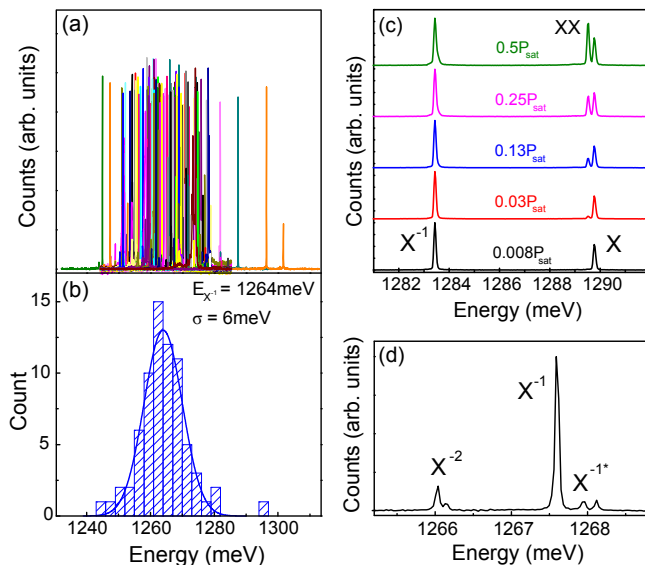 (a)
Counts (arb. units)
(b)
E_X⁻¹ = 1264meV
σ = 6meV
15
10
5
0
Count
1240 1260 1280 1300
Energy (meV)
(c)
XX
0.5P_sat
0.25P_sat
0.13P_sat
0.03P_sat
X⁻¹ 0.008P_sat X
Counts (arb. units)
1282 1284 1286 1288 1290
Energy (meV)
(d)
X⁻¹
X⁻²
X⁻¹*
Counts (arb. units)
1266 1267 1268
Energy (meV)